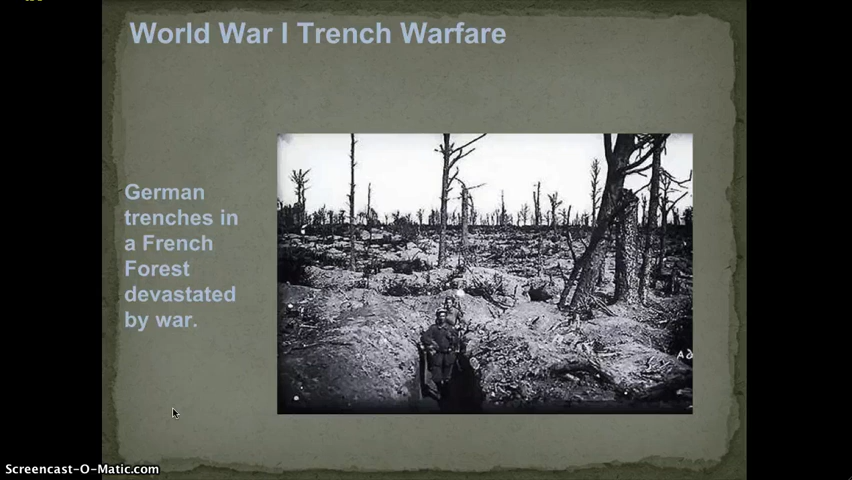 World War I Trench Warfare
German
trenches in
a French
Forest
devastated
by war.
Screencast-O-Matic.com